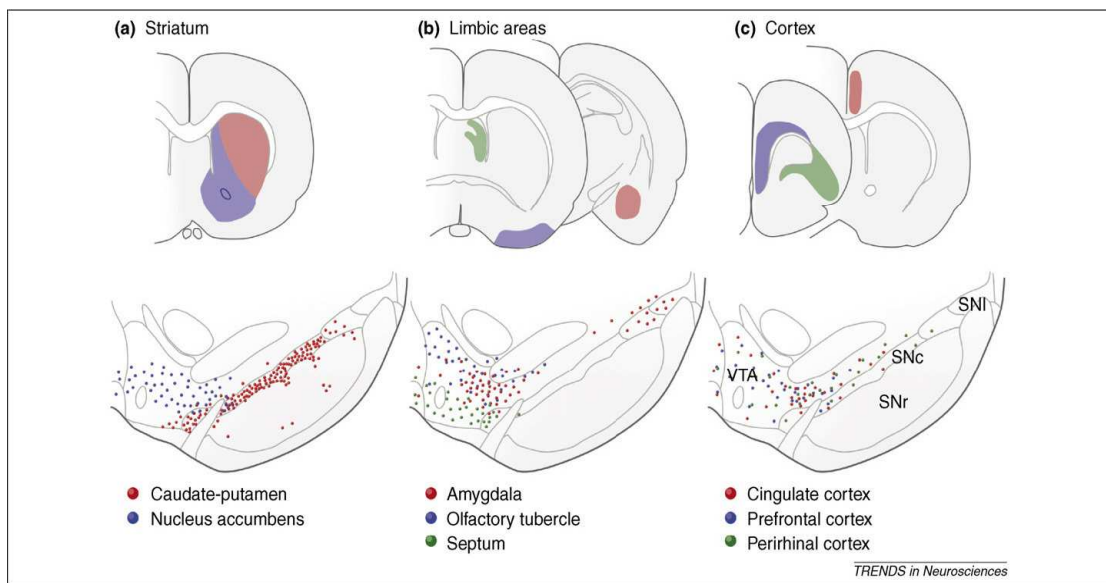 (a) Striatum
(b) Limbic areas
(c) Cortex
SNl
SNc
VTA
SNr
Caudate-putamen
Nucleus accumbens
Amygdala
Olfactory tubercle
Septum
Cingulate cortex
Prefrontal cortex
Perirhinal cortex
TRENDS in Neurosciences